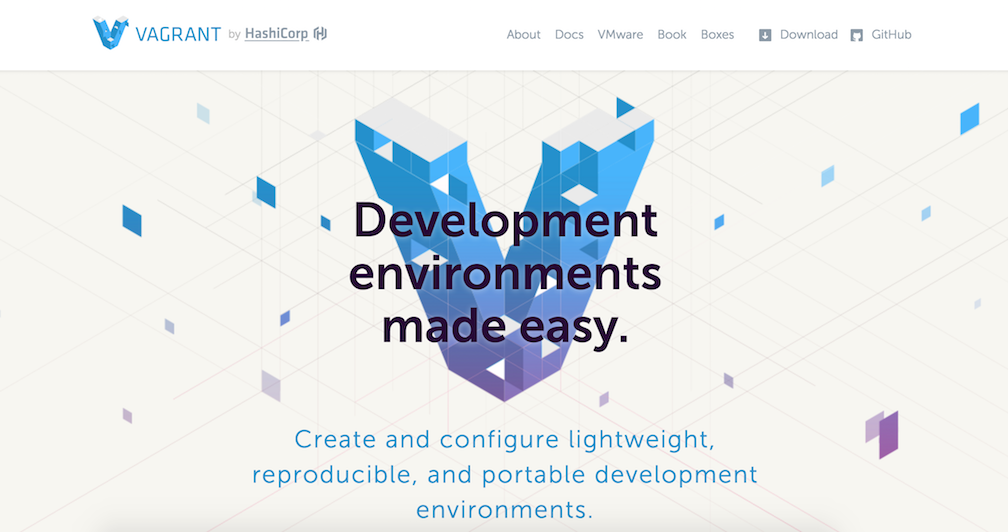 VAGRANT by HashiCorp
About Docs VMware Book Boxes Download GitHub
Development
environments
made easy.
Create and configure lightweight,
reproducible, and portable development
environments.